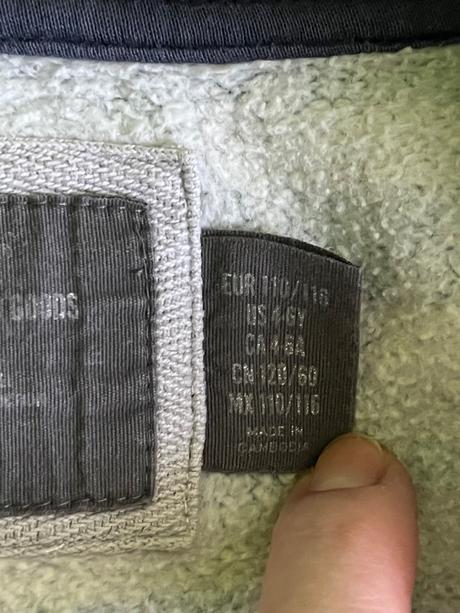 GOODS
EUR 110/116
US 4-6Y
CA 4-6A
CN 120/60
MX 110/116
MADE IN
CAMBODIA